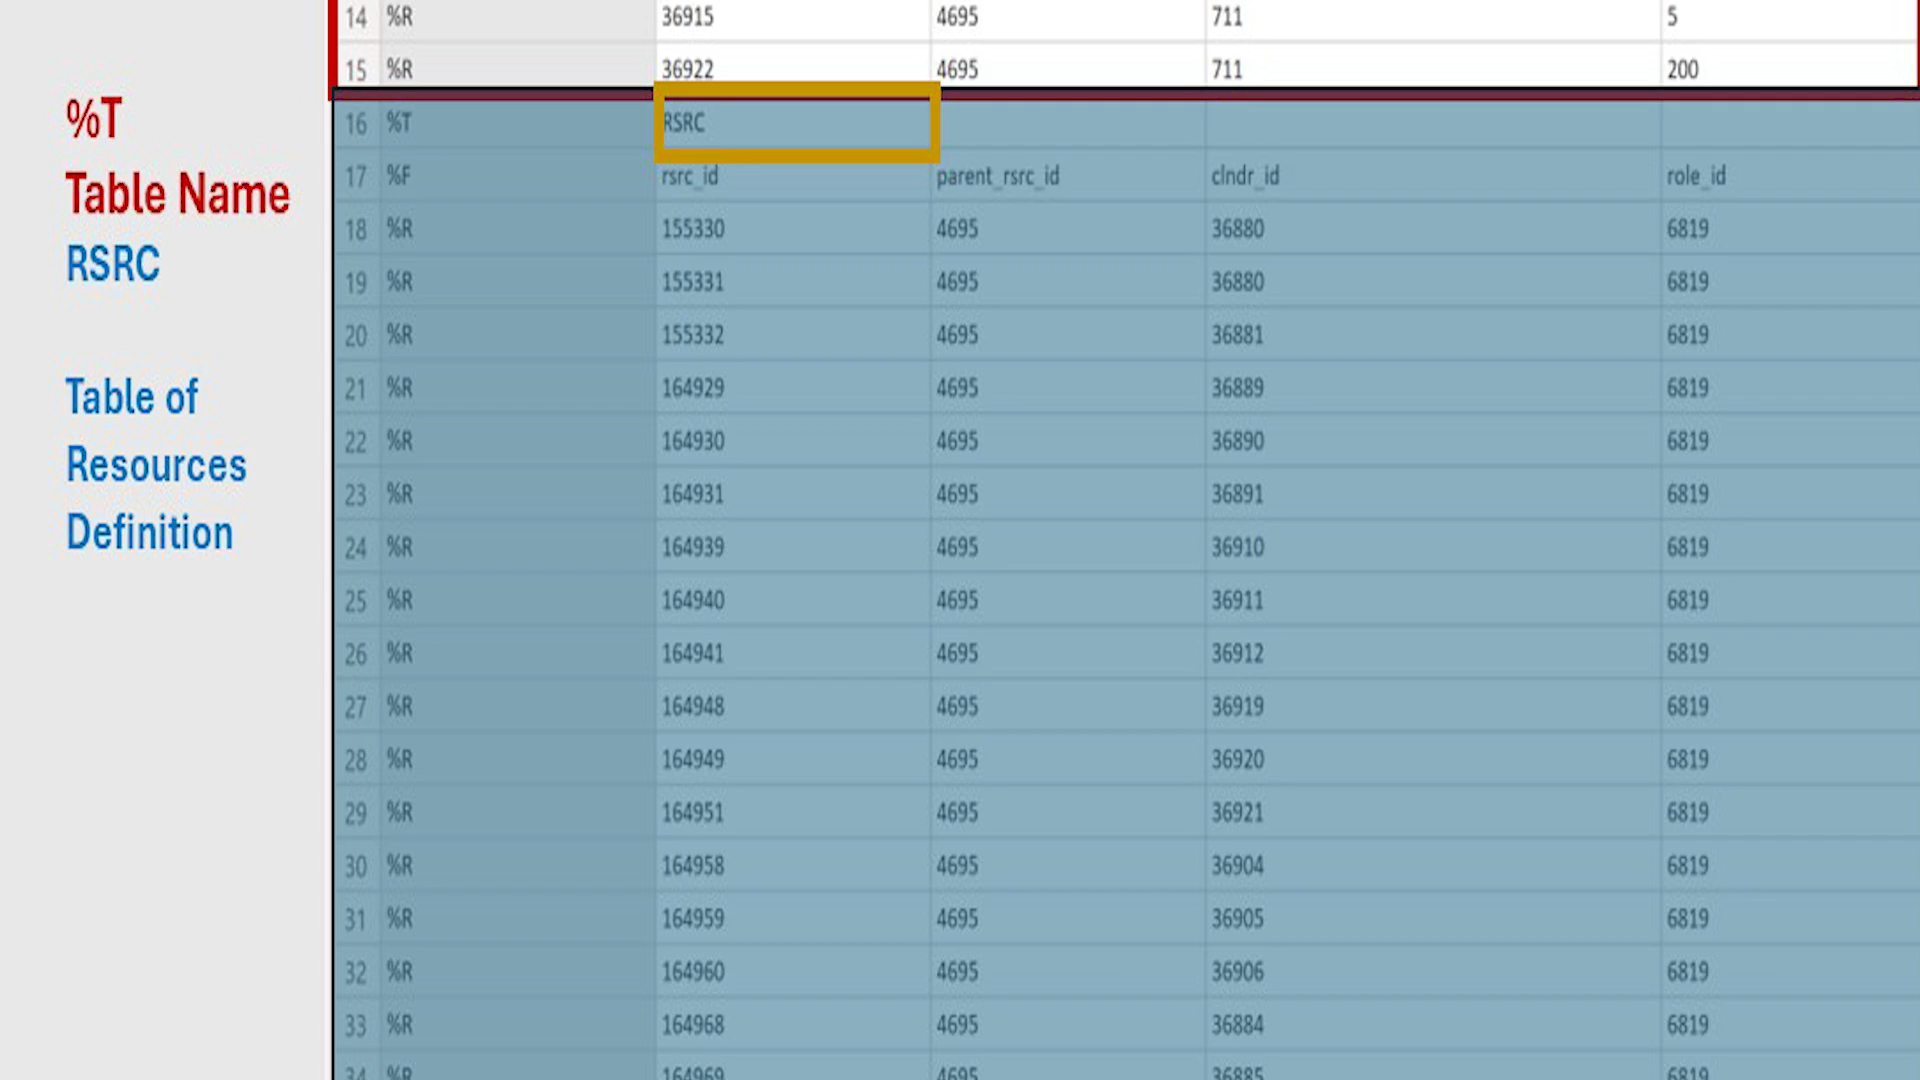 %T
Table Name
RSRC
Table of
Resources
Definition
14 %R 36915 4695 711 5
15 %R 36922 4695 711 200
16 %T RSRC
17 %F rsrc_id parent_rsrc_id clndr_id role_id
18 %R 155330 4695 36880 6819
19 %R 155331 4695 36880 6819
20 %R 155332 4695 36881 6819
21 %R 164929 4695 36889 6819
22 %R 164930 4695 36890 6819
23 %R 164931 4695 36891 6819
24 %R 164939 4695 36910 6819
25 %R 164940 4695 36911 6819
26 %R 164941 4695 36912 6819
27 %R 164948 4695 36919 6819
28 %R 164949 4695 36920 6819
29 %R 164951 4695 36921 6819
30 %R 164958 4695 36904 6819
31 %R 164959 4695 36905 6819
32 %R 164960 4695 36906 6819
33 %R 164968 4695 36884 6819
34 %R 164969 4695 36885 6819